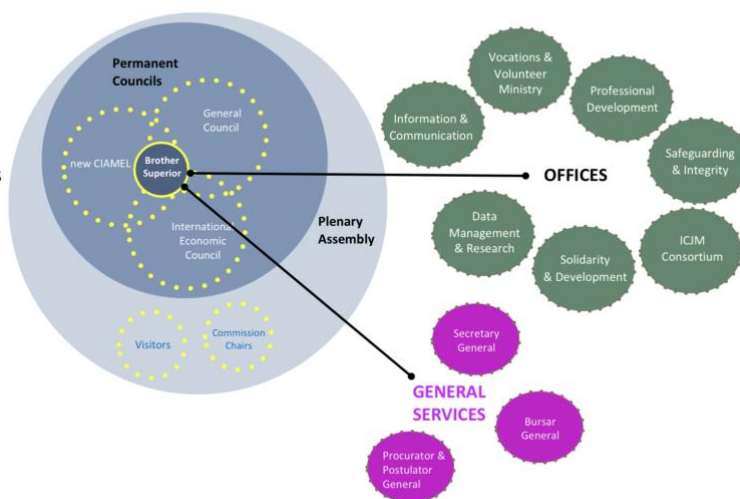 Permanent
Councils
General
Council
new CIAMEL
Brother
Superior
International
Economic
Council
Plenary
Assembly
Visitors
Commission
Chairs
OFFICES
Vocations &
Volunteer
Ministry
Information &
Communication
Professional
Development
Safeguarding
& Integrity
Data
Management
& Research
Solidarity
& Development
ICJM
Consortium
GENERAL
SERVICES
Secretary
General
Bursar
General
Procurator &
Postulator
General